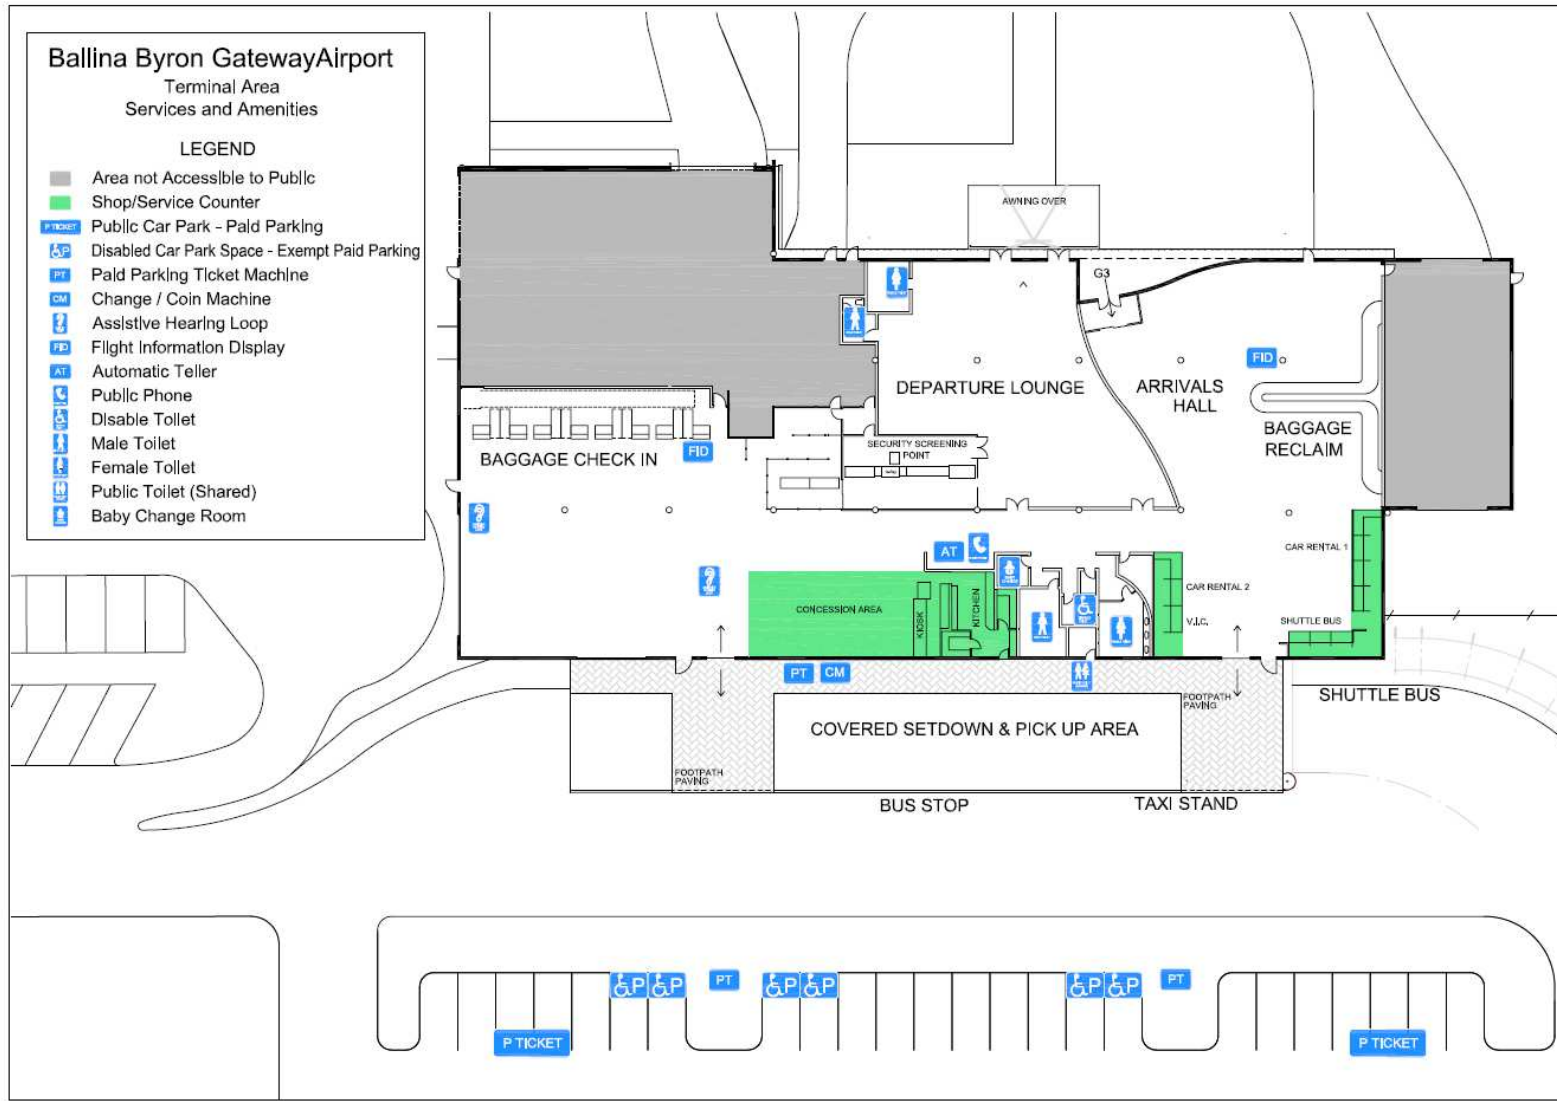 Ballina Byron GatewayAirport
Terminal Area
Services and Amenities
LEGEND
Area not Accessible to Public
Shop/Service Counter
P TICKET Public Car Park - Paid Parking
P Disabled Car Park Space - Exempt Paid Parking
PT Paid Parking Ticket Machine
CM Change / Coin Machine
Assistive Hearing Loop
FID Flight Information Display
AT Automatic Teller
Public Phone
Disable Toilet
Male Toilet
Female Toilet
Public Toilet (Shared)
Baby Change Room
AWNING OVER
G3
FID
DEPARTURE LOUNGE
ARRIVALS
HALL
BAGGAGE
RECLAIM
BAGGAGE CHECK IN
FID
SECURITY SCREENING
POINT
AT
CAR RENTAL 1
CAR RENTAL 2
CONCESSION AREA
KIOSK
KITCHEN
V.I.C.
SHUTTLE BUS
PT
CM
SHUTTLE BUS
FOOTPATH
PAVING
COVERED SETDOWN & PICK UP AREA
FOOTPATH
PAVING
BUS STOP
TAXI STAND
P
P
PT
P
P
P
P
PT
P TICKET
P TICKET